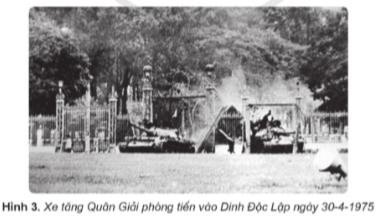 Hình 3. Xe tăng Quân Giải phóng tiến vào Dinh Độc Lập ngày 30-4-1975